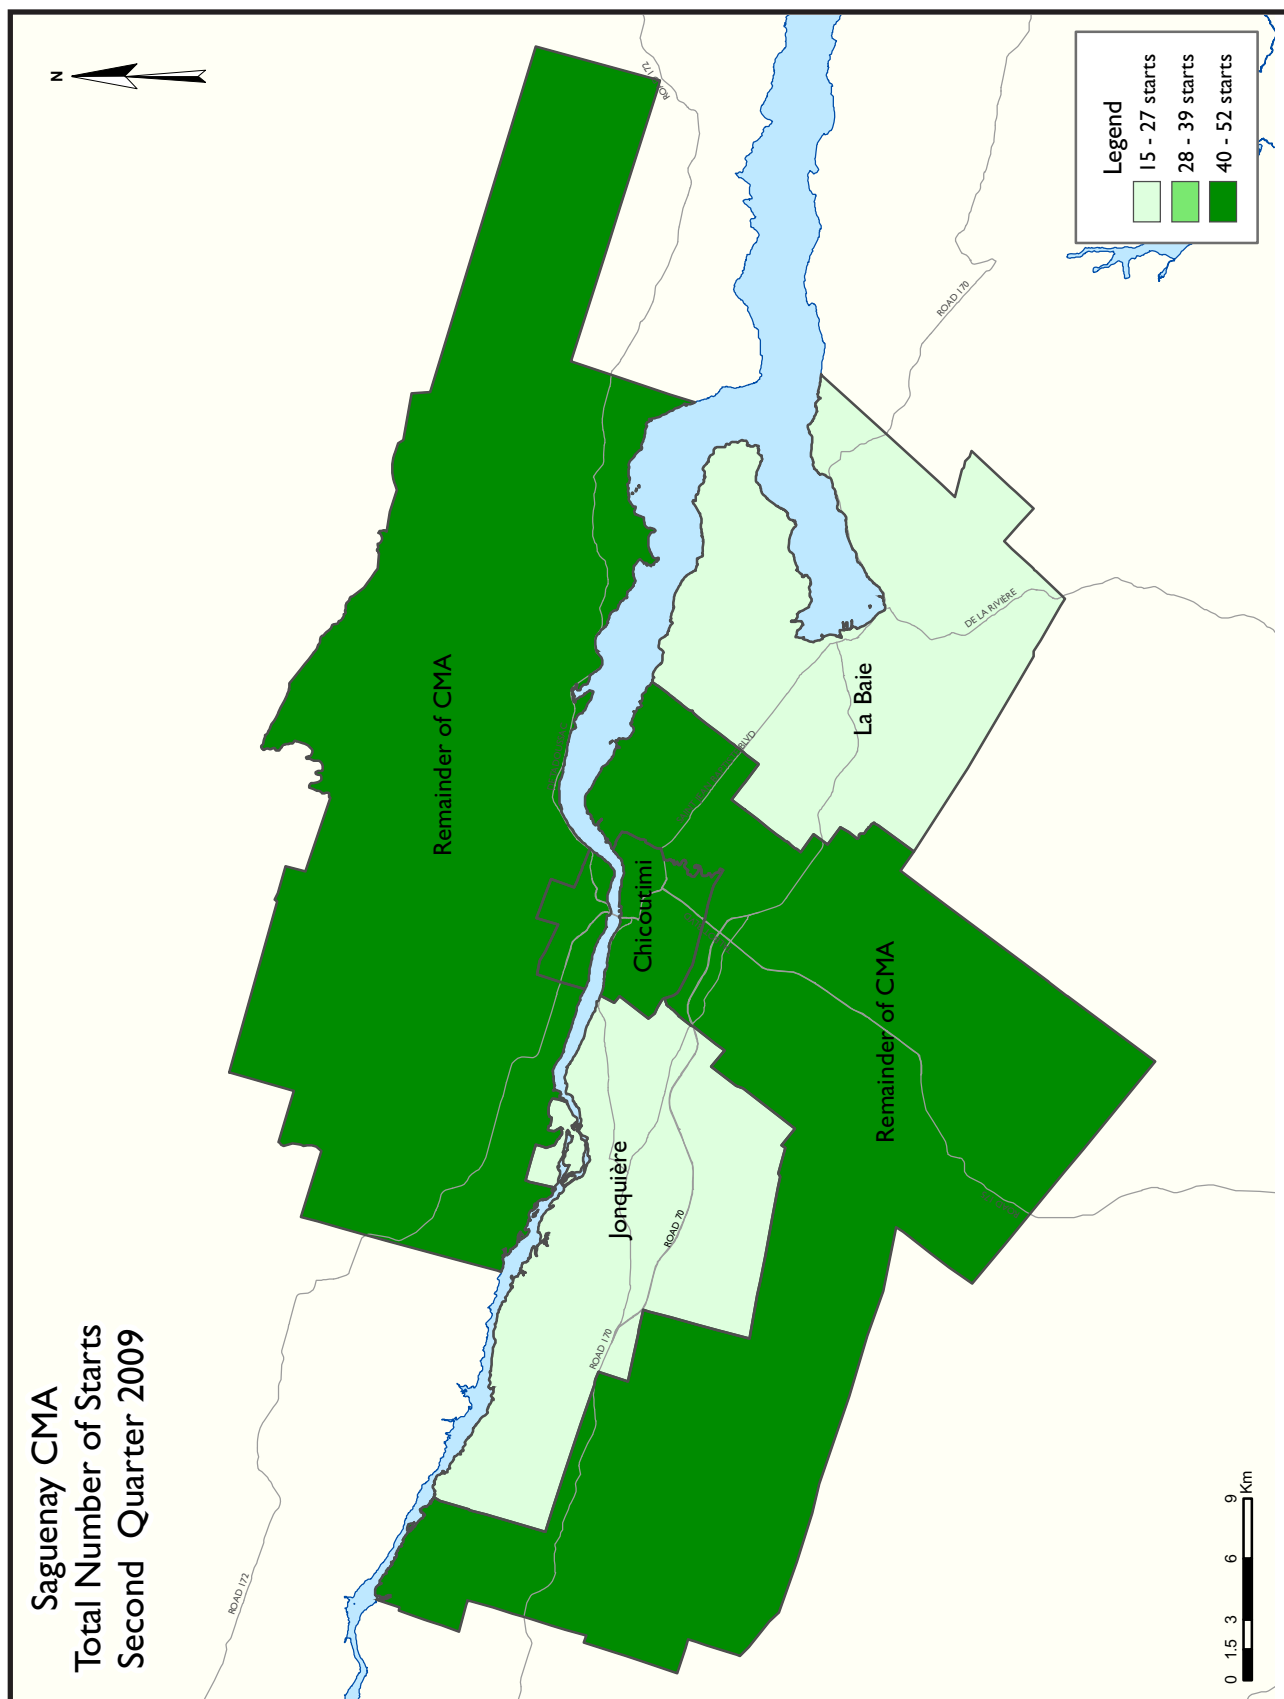 Saguenay CMA
Total Number of Starts
Second Quarter 2009
N
ROAD 172
ROAD 172
Remainder of CMA
BLVD
Chicoutimi
Jonquière
La Baie
Remainder of CMA
ROAD 70
ROAD 170
ROAD 170
DE LA RIVIÈRE
Legend
15 - 27 starts
28 - 39 starts
40 - 52 starts
0 1.5 3 6 9
Km